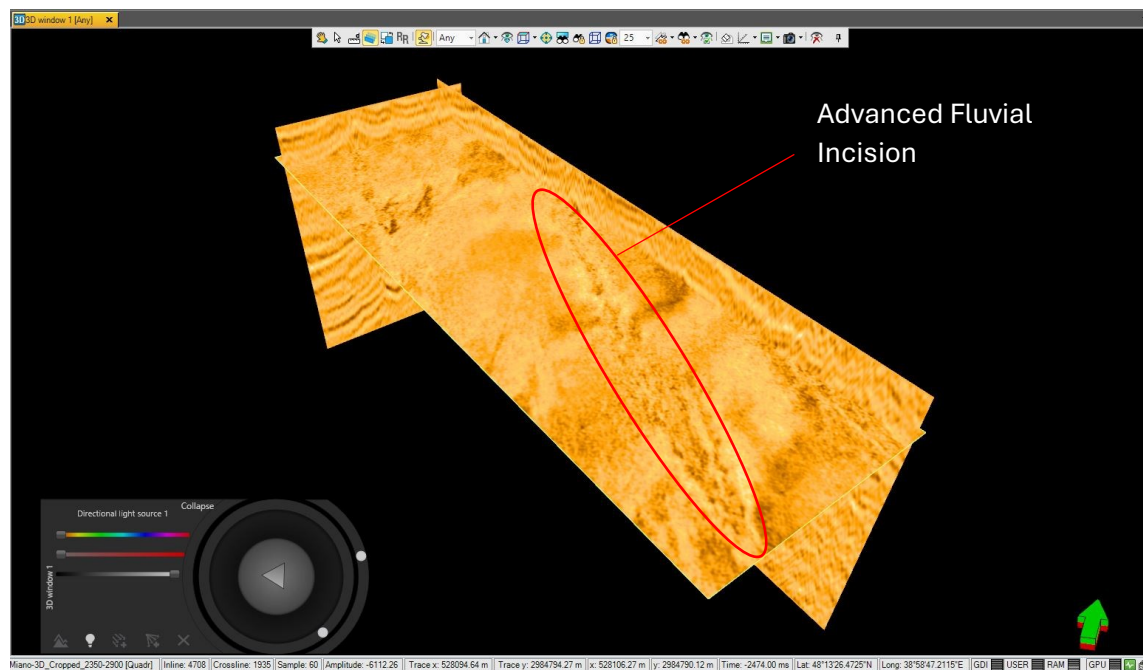 3D 3D window 1 [Any]
RR Any 25
Advanced Fluvial
Incision
Collapse
Directional light source 1
3D window 1
Miano-3D_Cropped_2350-2900 [Quadr] Inline: 4708 Crossline: 1935 Sample: 60 Amplitude: -6112.26 Trace x: 528094.64 m Trace y: 2984794.27 m x: 528106.27 m y: 2984790.12 m Time: -2474.00 ms Lat: 48°13'26.4725"N Long: 38°58'47.2115"E GDI USER RAM GPU